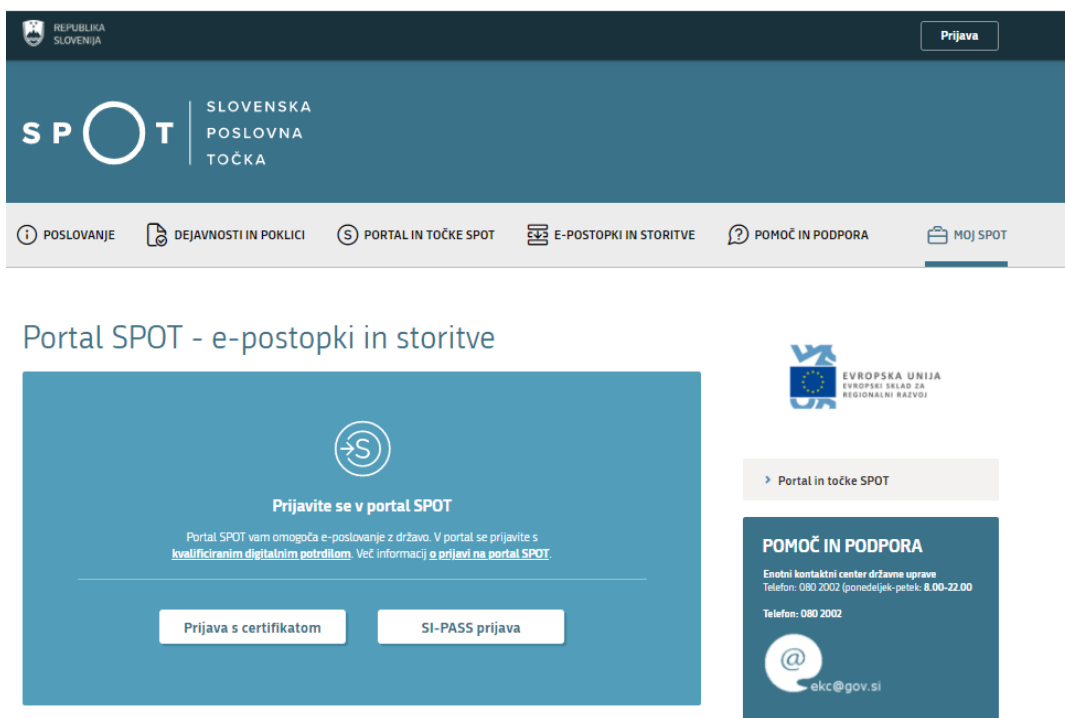 REPUBLIKA
SLOVENIJA
Prijava
SPOT
SLOVENSKA
POSLOVNA
TOČKA
POSLOVANJE
DEJAVNOSTI IN POKLICI
PORTAL IN TOČKE SPOT
E-POSTOPKI IN STORITVE
POMOČ IN PODPORA
MOJ SPOT
Portal SPOT - e-postopki in storitve
S
Prijavite se v portal SPOT
Portal SPOT vam omogoča e-poslovanje z državo. V portal se prijavite s
kvalificiranim digitalnim potrdilom. Več informacij o prijavi na portal SPOT.
Prijava s certifikatom
SI-PASS prijava
EVROPSKA UNIJA
EVROPSKI SKLAD ZA
REGIONALNI RAZVOJ
Portal in točke SPOT
POMOČ IN PODPORA
Enotni kontaktni center državne uprave
Telefon: 080 2002 (ponedeljek-petek: 8.00-22.00
Telefon: 080 2002
@
ekc@gov.si